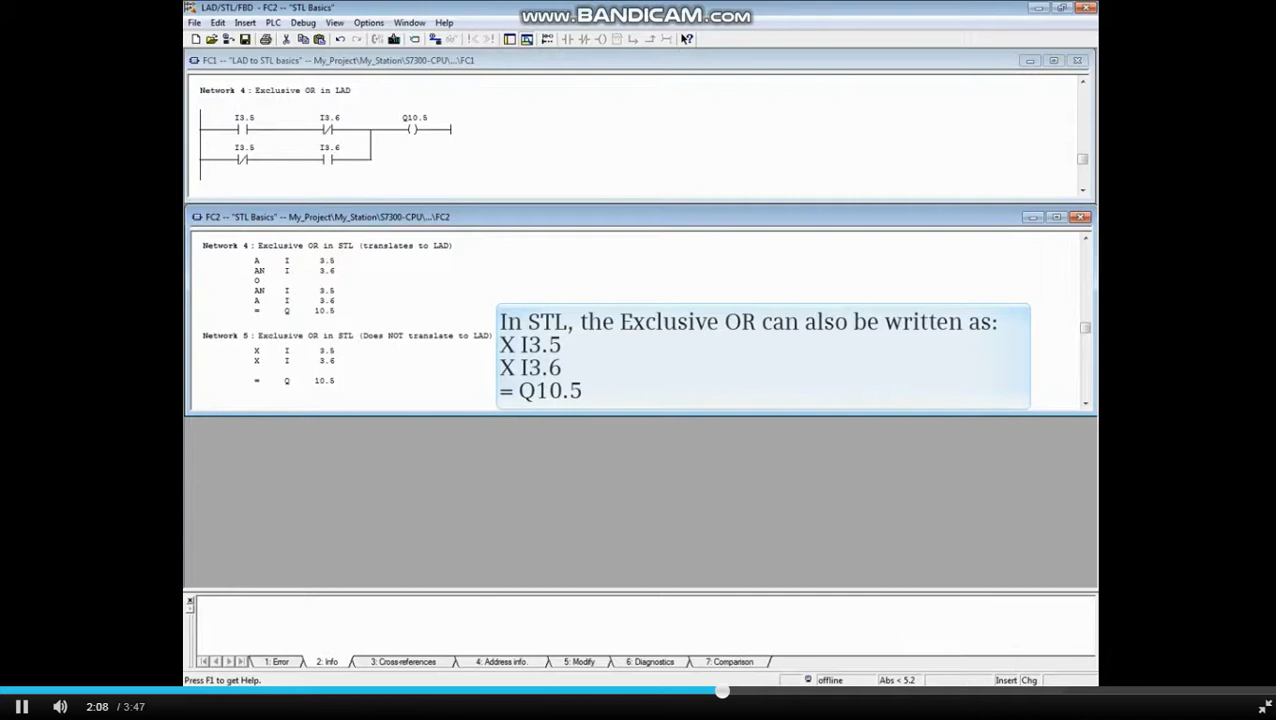 LAD/STL/FBD - FC2 -- "STL Basics"
www.BANDICAM.com
File Edit Insert PLC Debug View Options Window Help
FC1 -- "LAD to STL basics" -- My_Project\My_Station\S7300-CPU\...\FC1
Network 4 : Exclusive OR in LAD
I3.5 I3.6 Q10.5
I3.5 I3.6
FC2 -- "STL Basics" -- My_Project\My_Station\S7300-CPU\...\FC2
Network 4 : Exclusive OR in STL (translates to LAD)
A I 3.5
AN I 3.6
O
AN I 3.5
A I 3.6
= Q 10.5
Network 5 : Exclusive OR in STL (Does NOT translate to LAD)
X I 3.5
X I 3.6
= Q 10.5
In STL, the Exclusive OR can also be written as:
X I3.5
X I3.6
= Q10.5
1: Error 2: Info 3: Cross-references 4: Address info. 5: Modify 6: Diagnostics 7: Comparison
Press F1 to get Help. offline Abs < 5.2 Insert Chg
2:08 / 3:47